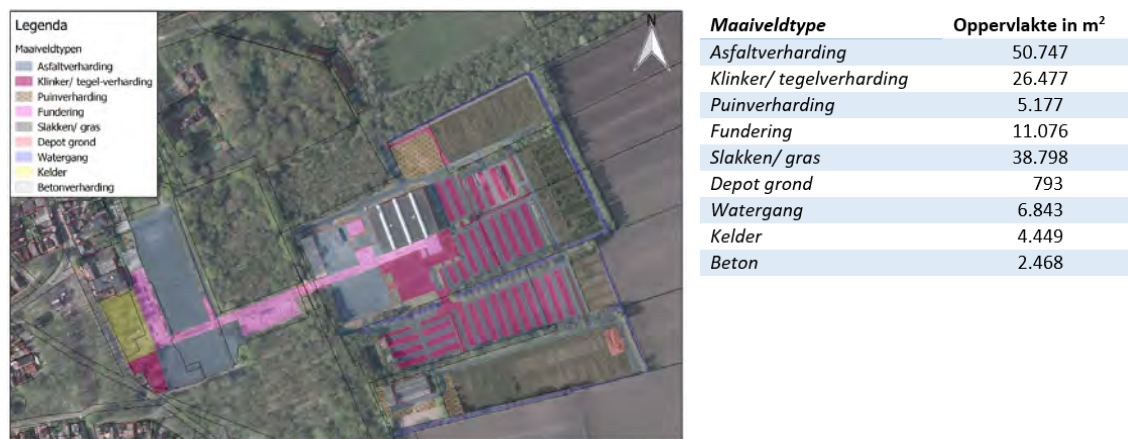 Legenda
Maaiveldtypen
Asfaltverharding
Klinker/ tegel-verharding
Puinverharding
Fundering
Slakken/ gras
Depot grond
Watergang
Kelder
Betonverharding
N
Maaiveldtype Oppervlakte in m²
Asfaltverharding 50.747
Klinker/ tegelverharding 26.477
Puinverharding 5.177
Fundering 11.076
Slakken/ gras 38.798
Depot grond 793
Watergang 6.843
Kelder 4.449
Beton 2.468